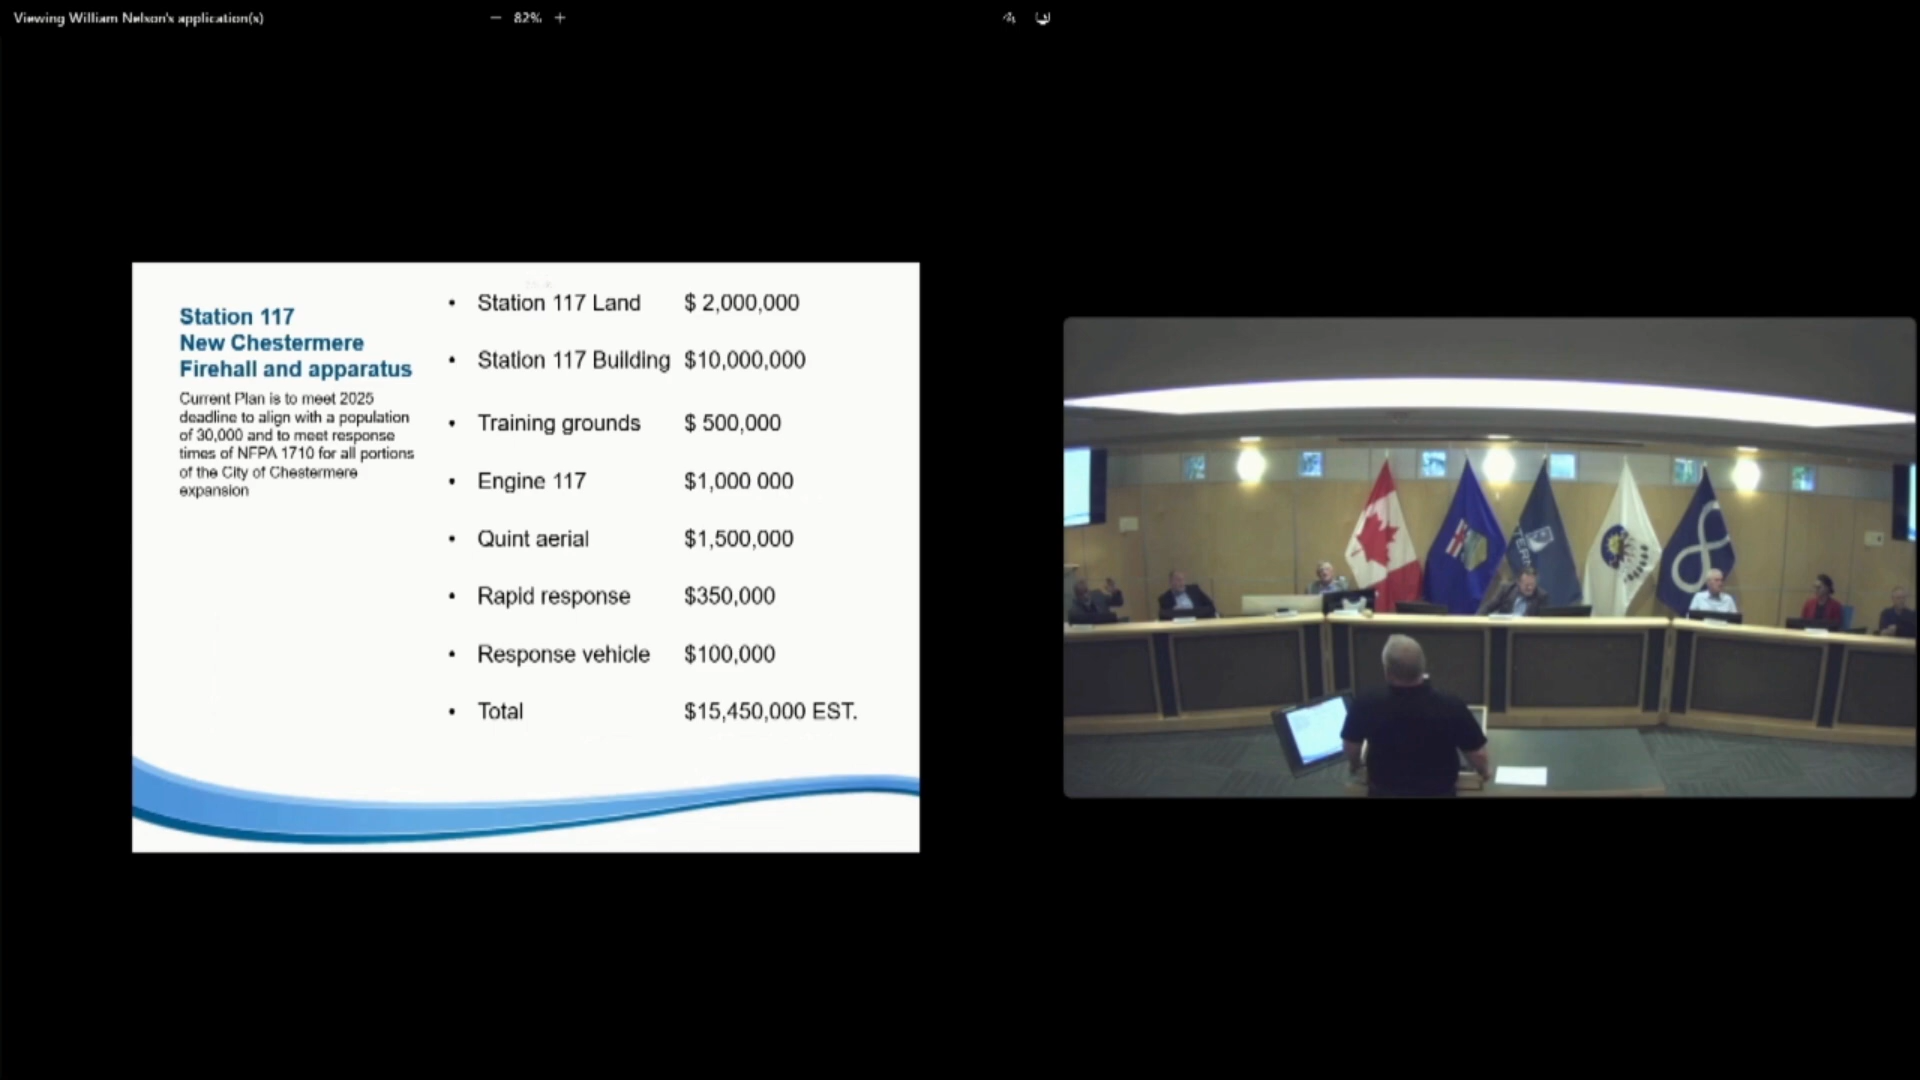 Viewing William Nelson's application(s)
82%
Station 117
New Chestermere
Firehall and apparatus
Current Plan is to meet 2025
deadline to align with a population
of 30,000 and to meet response
times of NFPA 1710 for all portions
of the City of Chestermere
expansion
• Station 117 Land $ 2,000,000
• Station 117 Building $10,000,000
• Training grounds $ 500,000
• Engine 117 $1,000 000
• Quint aerial $1,500,000
• Rapid response $350,000
• Response vehicle $100,000
• Total $15,450,000 EST.